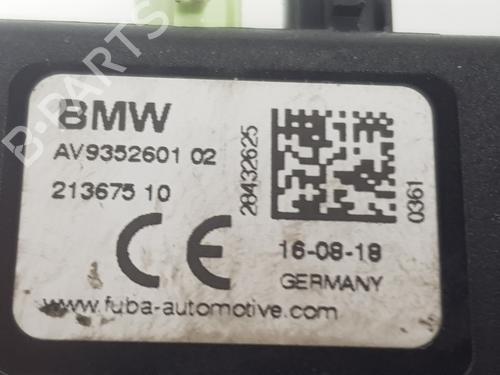 BMW
AV9352601 02
213675 10
28432625
0361
CE
16-08-18
GERMANY
www.fuba-automotive.com
B-PARTS